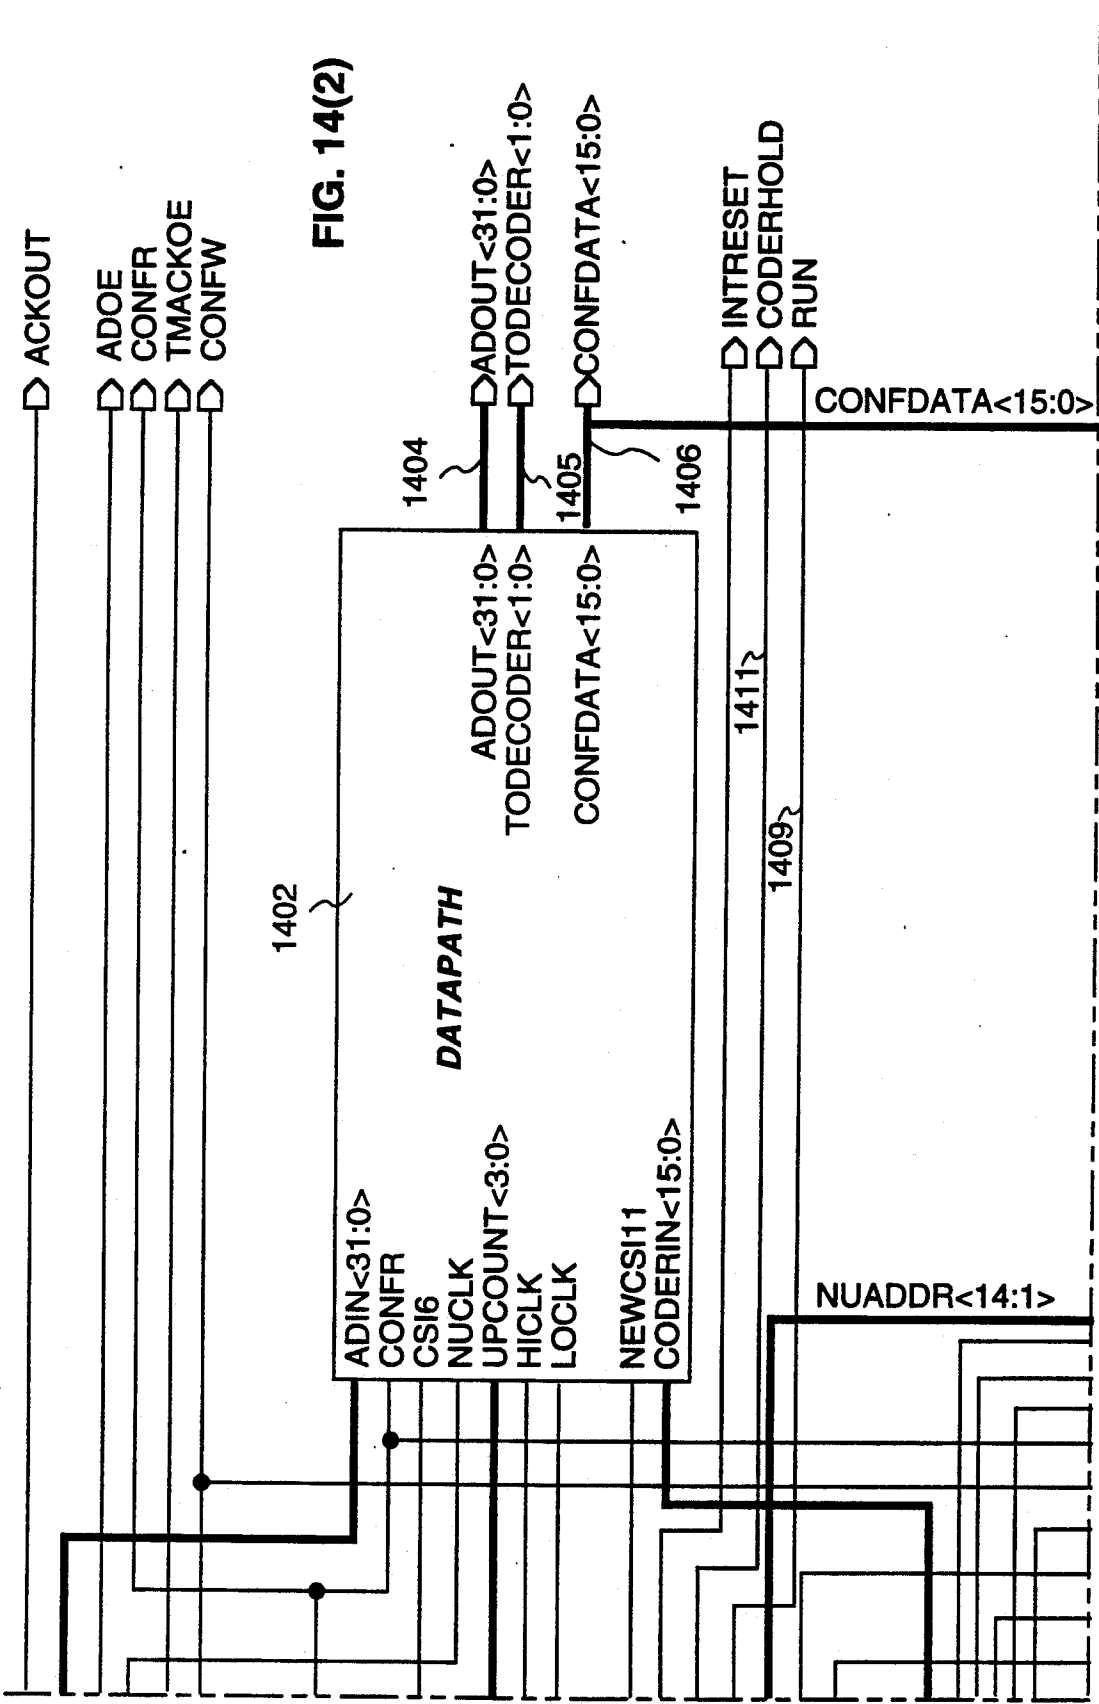 FIG. 14(2)
ACKOUT
ADOE
CONFR
TMACKOE
CONFW
1402
DATAPATH
ADIN<31:0>
CONFR
CSI6
NUCLK
UPCOUNT<3:0>
HICLK
LOCLK
NEWCSI11
CODERIN<15:0>
ADOUT<31:0>
TODECODER<1:0>
CONFDATA<15:0>
1404
1405
1406
ADOUT<31:0>
TODECODER<1:0>
CONFDATA<15:0>
INTRESET
CODERHOLD
RUN
1411
1409
CONFDATA<15:0>
NUADDR<14:1>